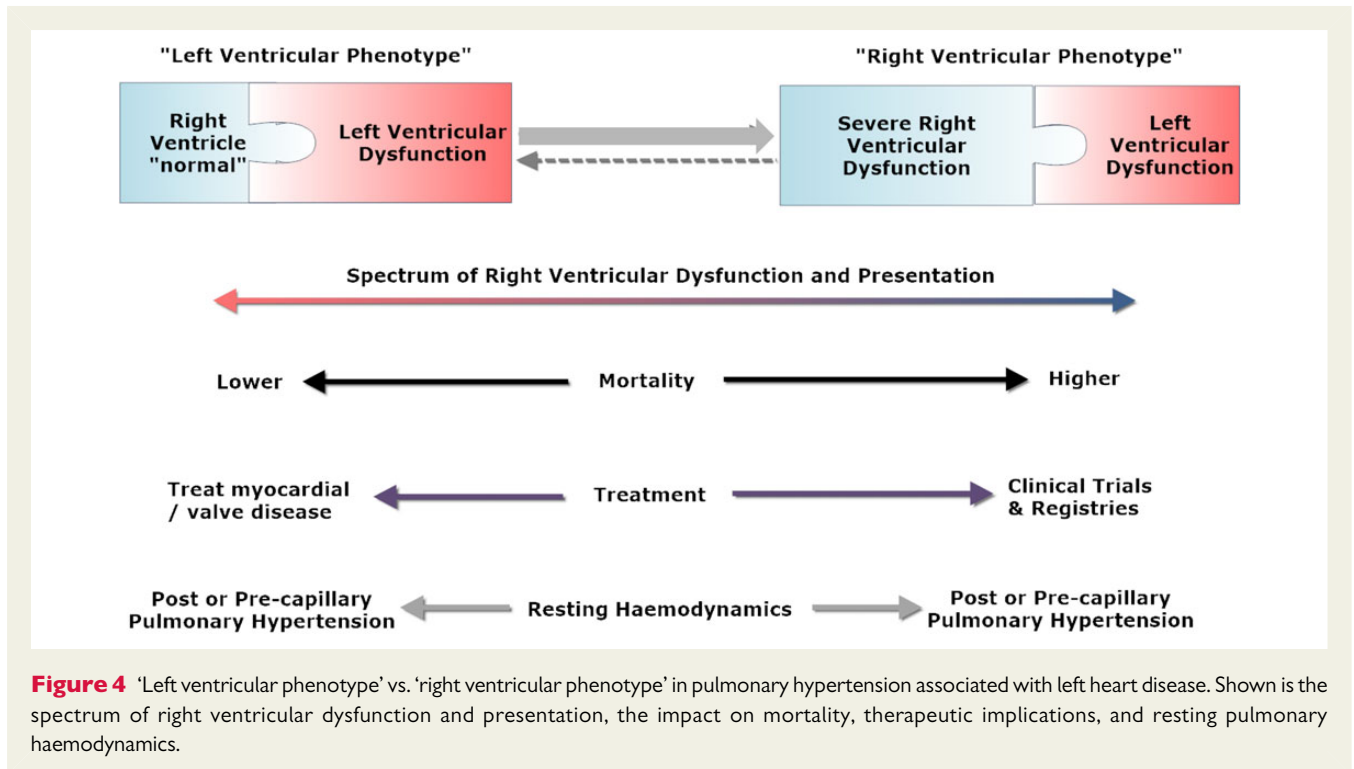 "Left Ventricular Phenotype"
"Right Ventricular Phenotype"
Right
Ventricle
"normal"
Left Ventricular
Dysfunction
Severe Right
Ventricular
Dysfunction
Left
Ventricular
Dysfunction
Spectrum of Right Ventricular Dysfunction and Presentation
Lower
Mortality
Higher
Treat myocardial
/ valve disease
Treatment
Clinical Trials
& Registries
Post or Pre-capillary
Pulmonary Hypertension
Resting Haemodynamics
Post or Pre-capillary
Pulmonary Hypertension
Figure 4 ‘Left ventricular phenotype’ vs. ‘right ventricular phenotype’ in pulmonary hypertension associated with left heart disease. Shown is the
spectrum of right ventricular dysfunction and presentation, the impact on mortality, therapeutic implications, and resting pulmonary
haemodynamics.